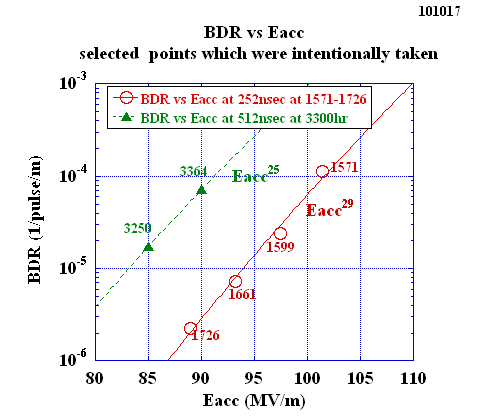 101017
BDR vs Eacc
selected points which were intentionally taken
10-3
BDR vs Eacc at 252nsec at 1571-1726
BDR vs Eacc at 512nsec at 3300hr
3364
Eacc25
1571
10-4
Eacc29
3250
1599
10-5
1661
1726
10-6
BDR (1/pulse/m)
80 85 90 95 100 105 110
Eacc (MV/m)